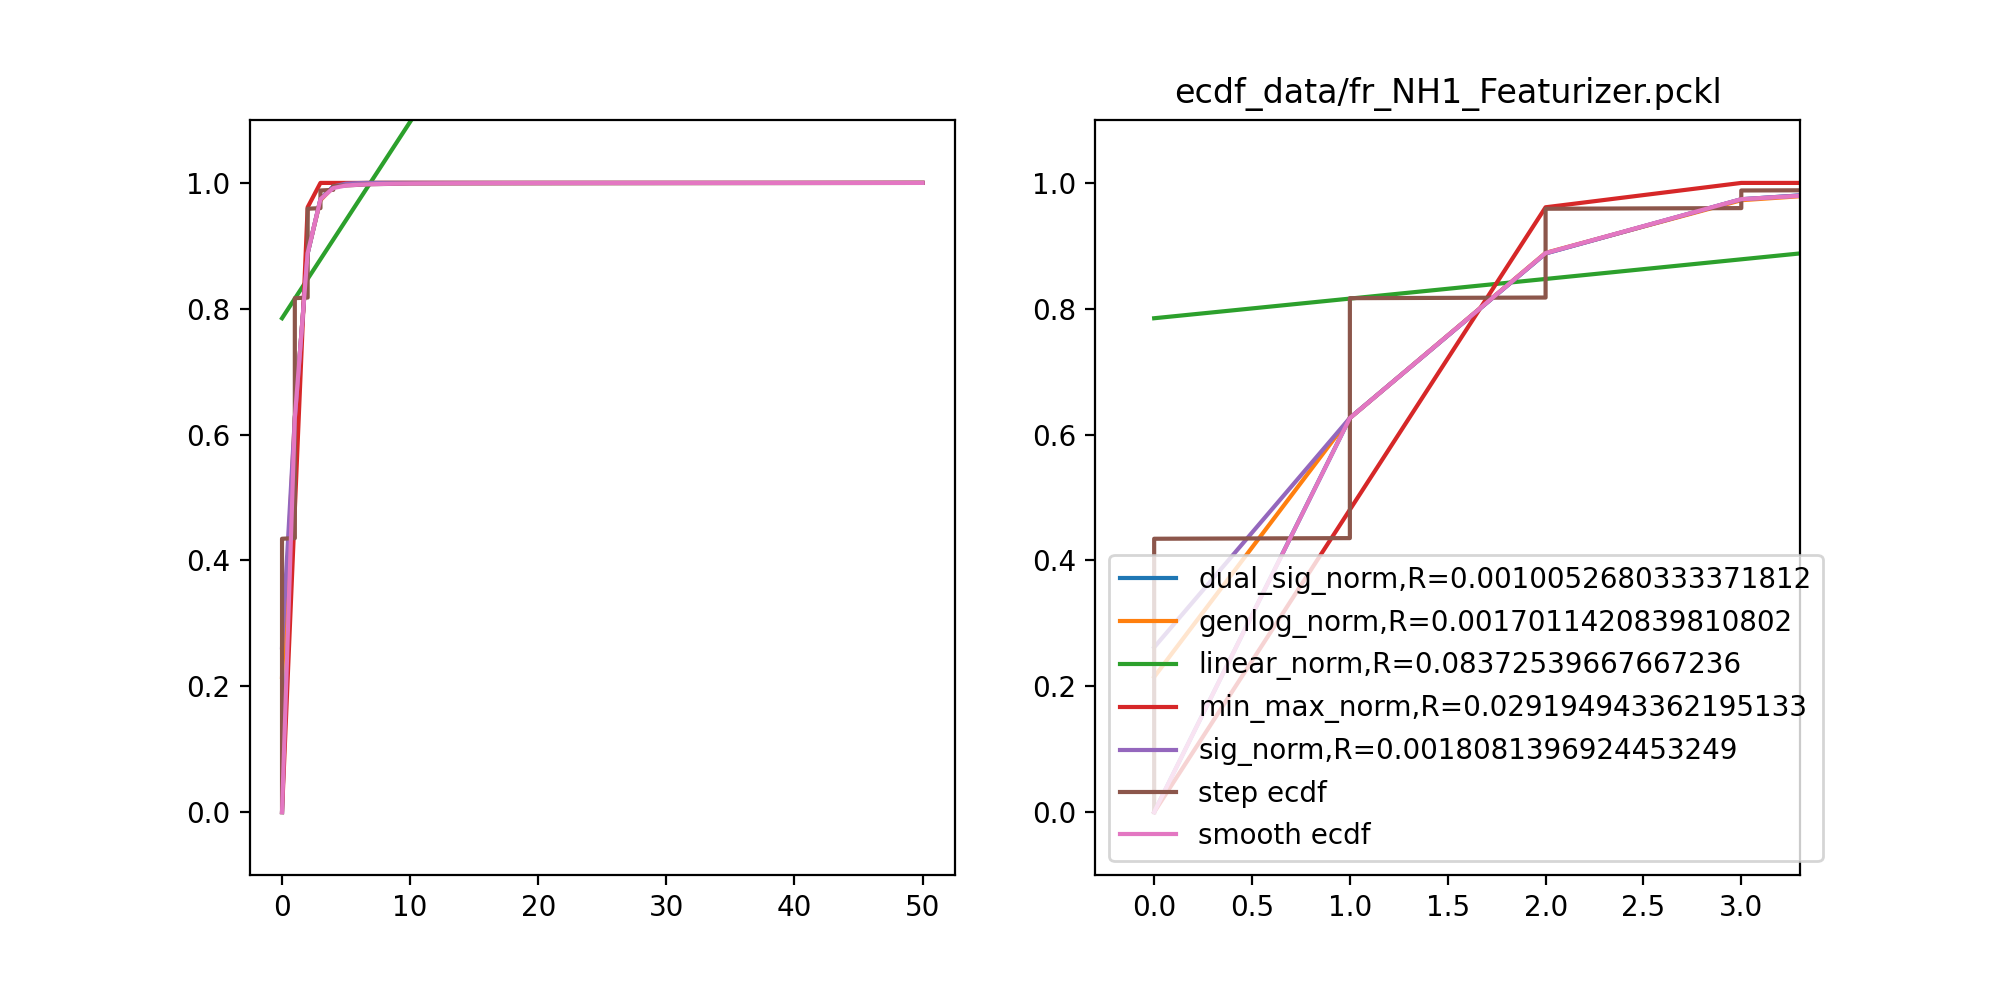 ecdf_data/fr_NH1_Featurizer.pckl
1.0
0.8
0.6
0.4
0.2
0.0
0 10 20 30 40 50
1.0
0.8
0.6
0.4
0.2
0.0
0.0 0.5 1.0 1.5 2.0 2.5 3.0
dual_sig_norm,R=0.0010052680333371812
genlog_norm,R=0.0017011420839810802
linear_norm,R=0.08372539667667236
min_max_norm,R=0.029194943362195133
sig_norm,R=0.0018081396924453249
step ecdf
smooth ecdf